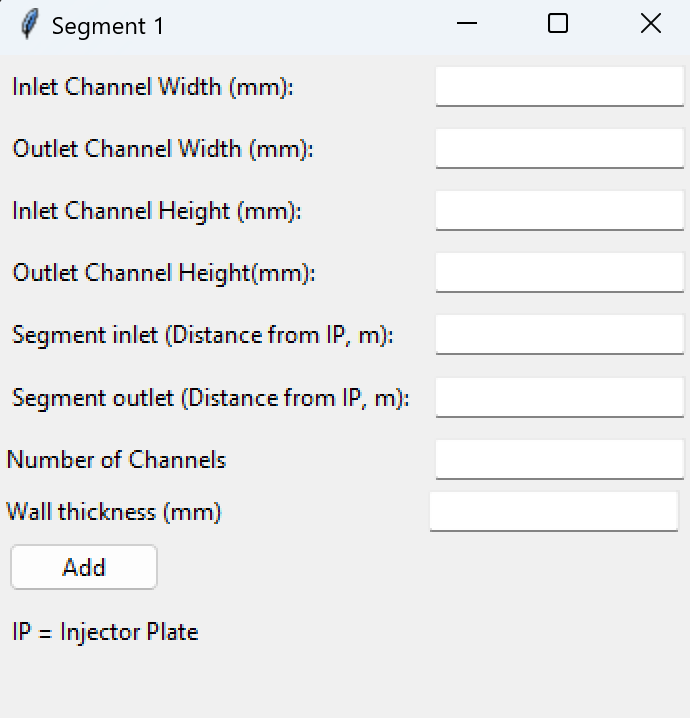 Segment 1
Inlet Channel Width (mm):
Outlet Channel Width (mm):
Inlet Channel Height (mm):
Outlet Channel Height(mm):
Segment inlet (Distance from IP, m):
Segment outlet (Distance from IP, m):
Number of Channels
Wall thickness (mm)
Add
IP = Injector Plate